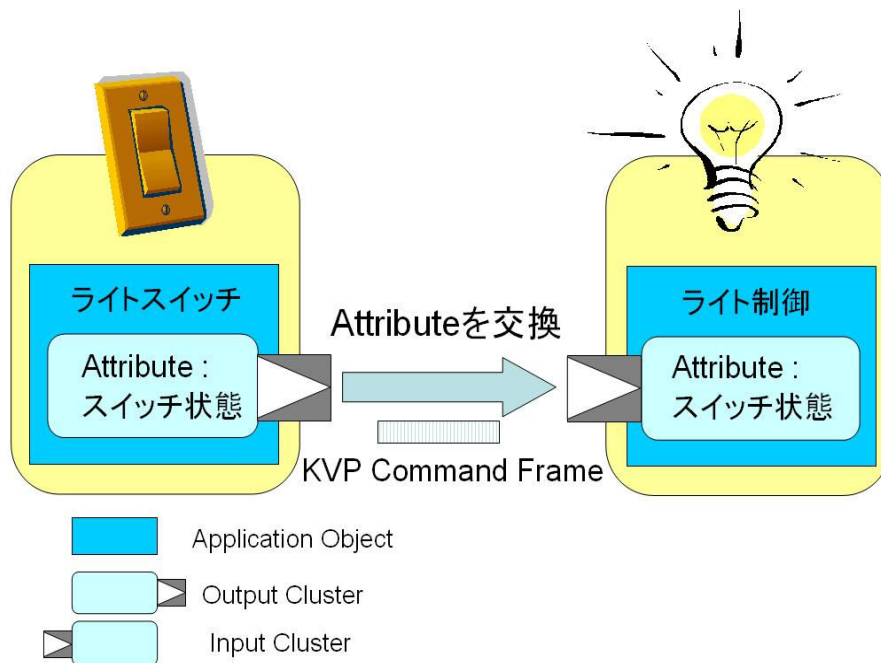 ライトスイッチ
Attribute :
スイッチ状態
Attributeを交換
KVP Command Frame
ライト制御
Attribute :
スイッチ状態
Application Object
Output Cluster
Input Cluster